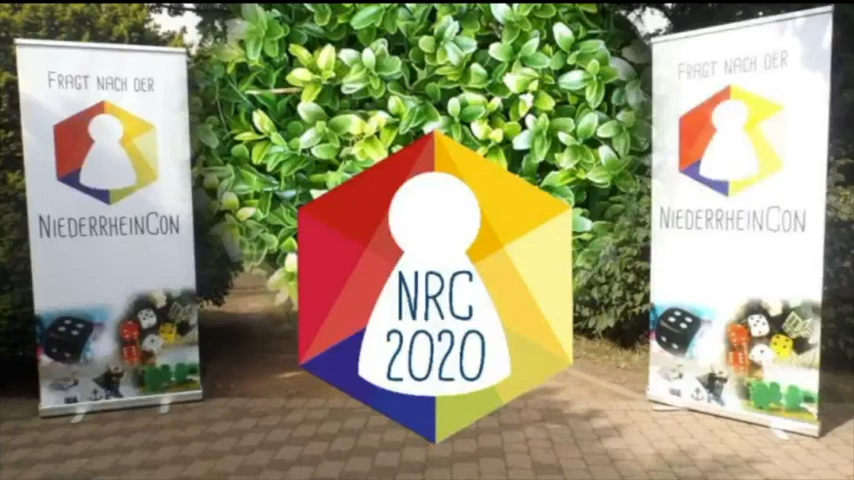 FRAGT NACH DER
NIEDERRHEINCON
NRC
2020
FRAGT NACH DER
NIEDERRHEINCON